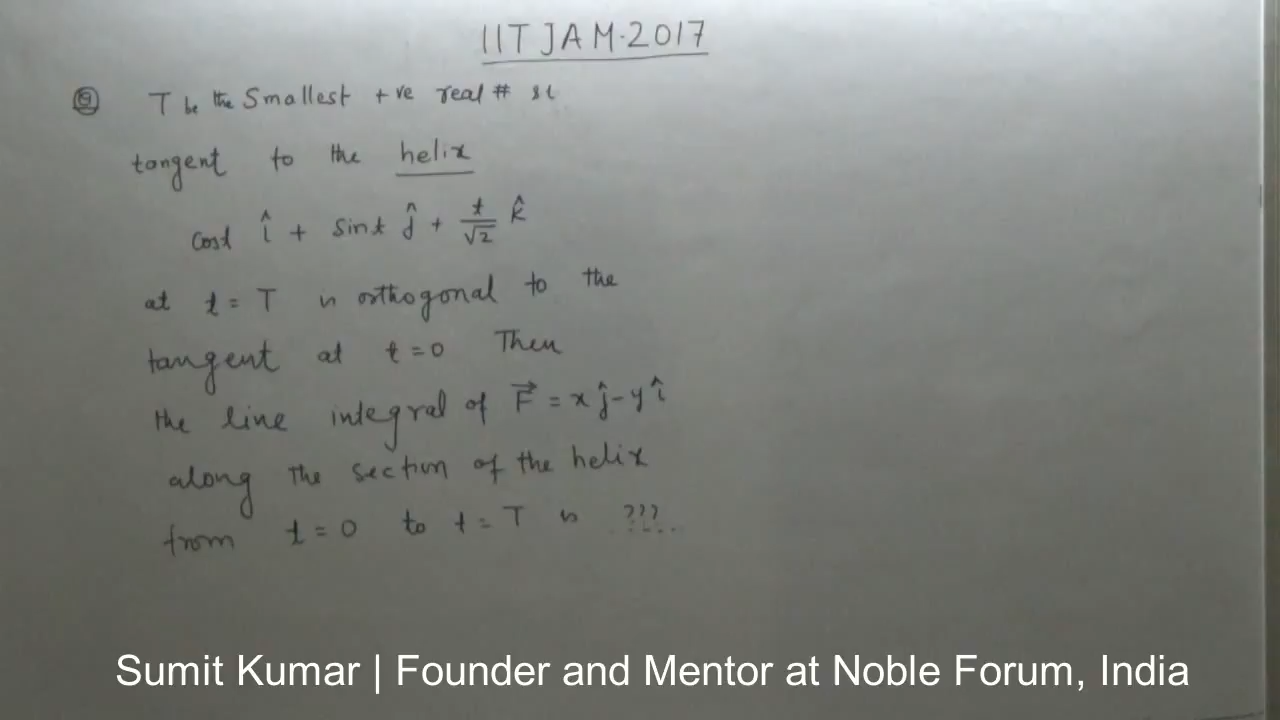 IIT JAM.2017
Q T be the Smallest +ve real # st
tangent to the helix
cost î + sint ĵ + t/√2 k̂
at t = T is orthogonal to the
tangent at t=0 Then
the line integral of F⃗ = xĵ-yî
along The section of the helix
from t=0 to t=T is ???...
Sumit Kumar | Founder and Mentor at Noble Forum, India